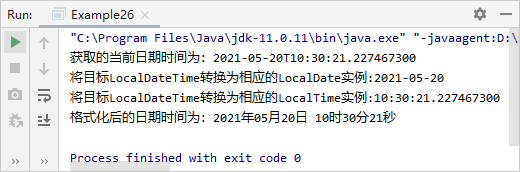 Run: Example26 ×
"C:\Program Files\Java\jdk-11.0.11\bin\java.exe" "-javaagent:D:\
获取的当前日期时间为: 2021-05-20T10:30:21.227467300
将目标LocalDateTime转换为相应的LocalDate实例:2021-05-20
将目标LocalDateTime转换为相应的LocalTime实例:10:30:21.227467300
格式化后的日期时间为: 2021年05月20日 10时30分21秒
Process finished with exit code 0